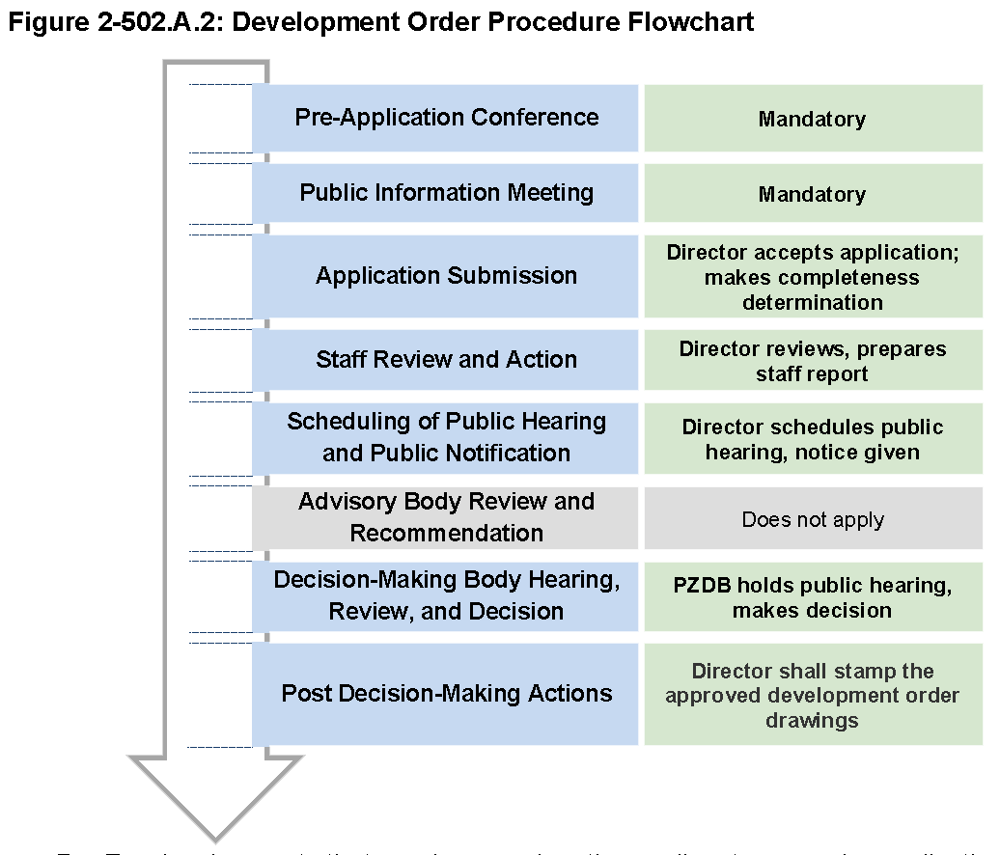 Figure 2-502.A.2: Development Order Procedure Flowchart
Pre-Application Conference
Mandatory
Public Information Meeting
Mandatory
Application Submission
Director accepts application;
makes completeness
determination
Staff Review and Action
Director reviews, prepares
staff report
Scheduling of Public Hearing
and Public Notification
Director schedules public
hearing, notice given
Advisory Body Review and
Recommendation
Does not apply
Decision-Making Body Hearing,
Review, and Decision
PZDB holds public hearing,
makes decision
Post Decision-Making Actions
Director shall stamp the
approved development order
drawings